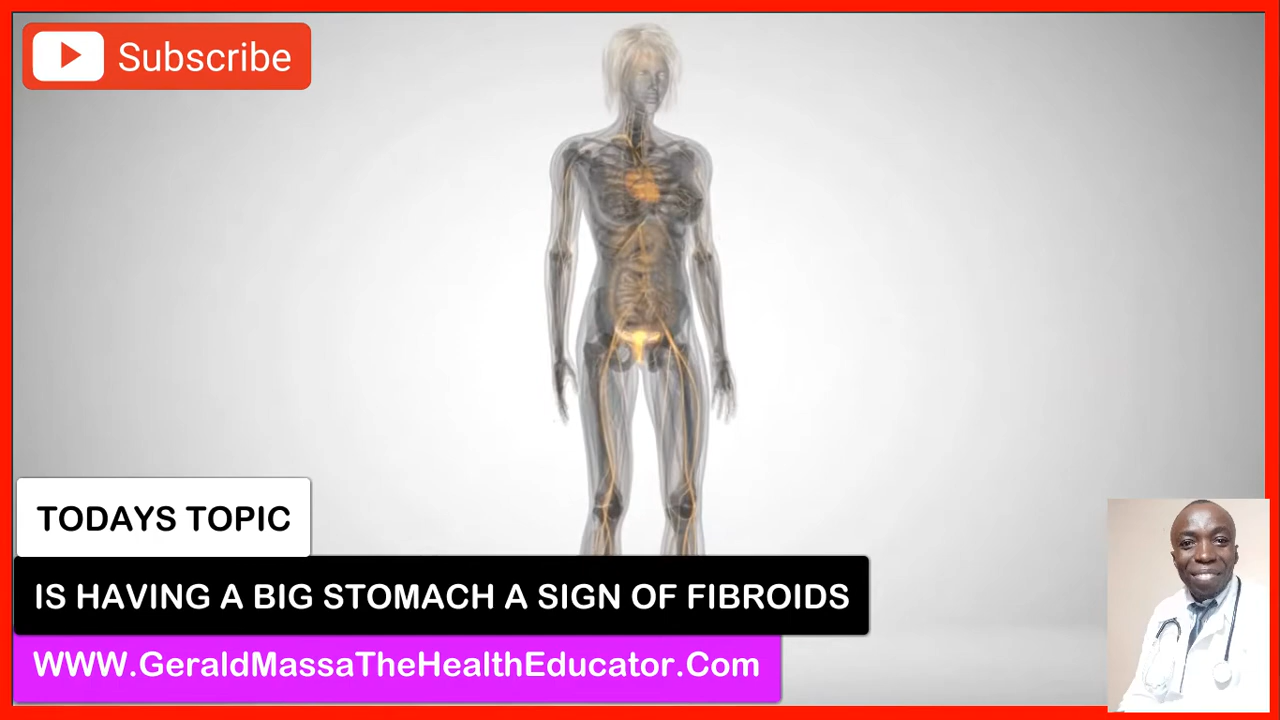 Subscribe
TODAYS TOPIC
IS HAVING A BIG STOMACH A SIGN OF FIBROIDS
WWW.GeraldMassaTheHealthEducator.Com